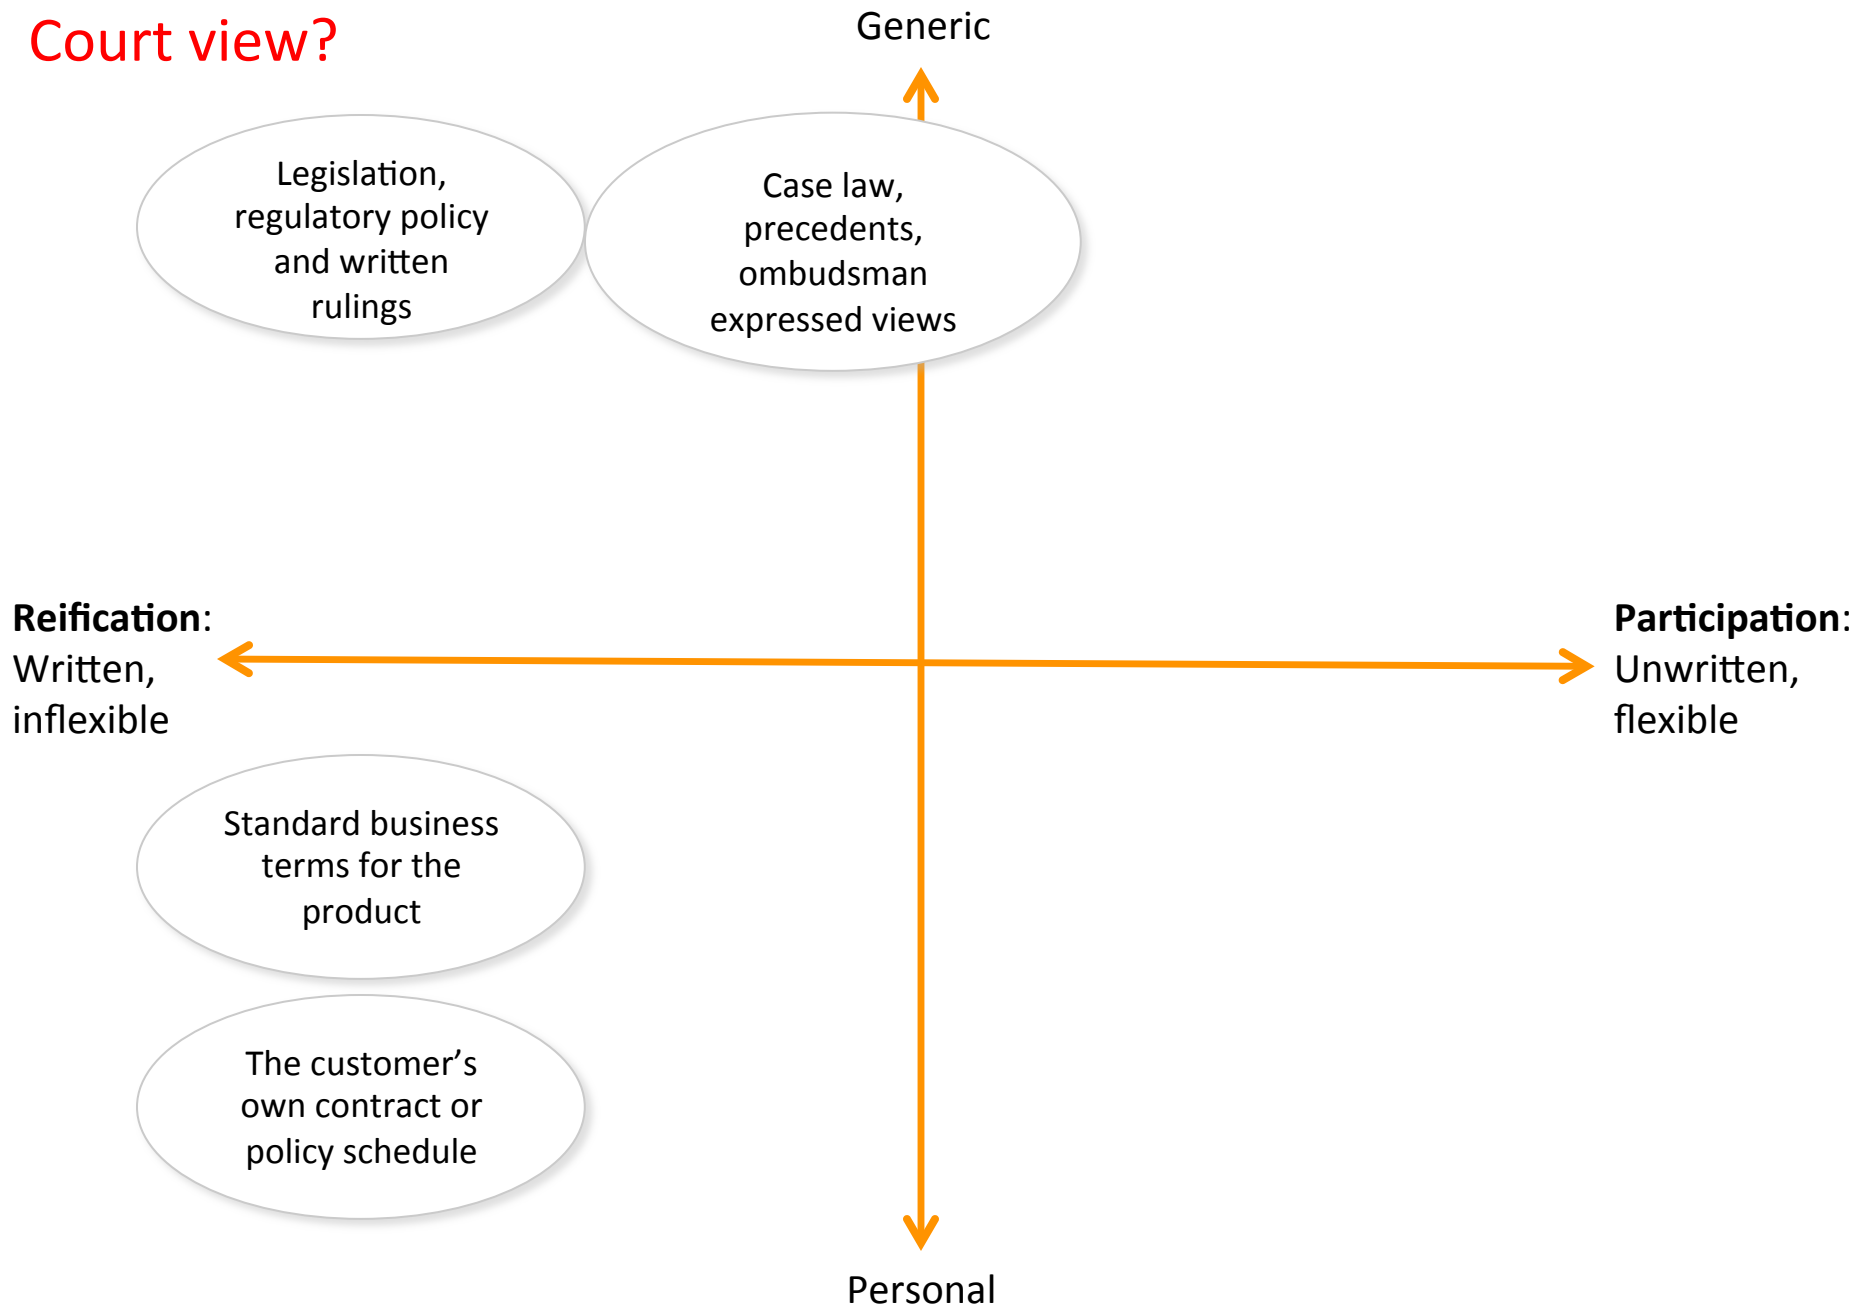 Court view?
Generic
Legislation,
regulatory policy
and written
rulings
Case law,
precedents,
ombudsman
expressed views
Reification:
Written,
inflexible
Participation:
Unwritten,
flexible
Standard business
terms for the
product
The customer’s
own contract or
policy schedule
Personal